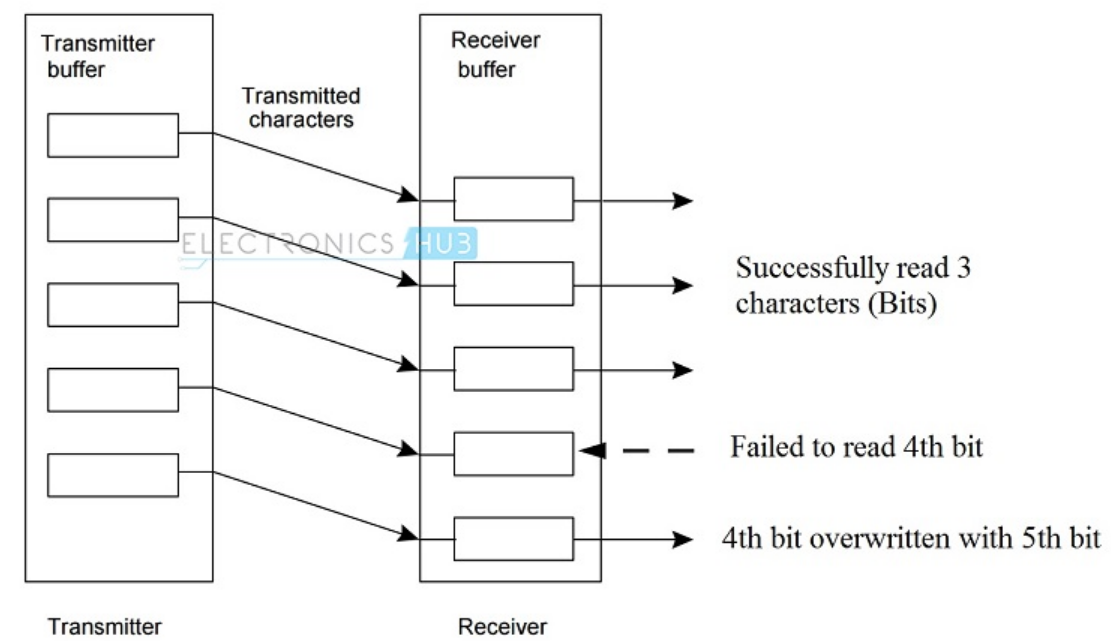 Transmitter
buffer
Receiver
buffer
Transmitted
characters
ELECTRONICS HUB
Successfully read 3
characters (Bits)
Failed to read 4th bit
4th bit overwritten with 5th bit
Transmitter
Receiver